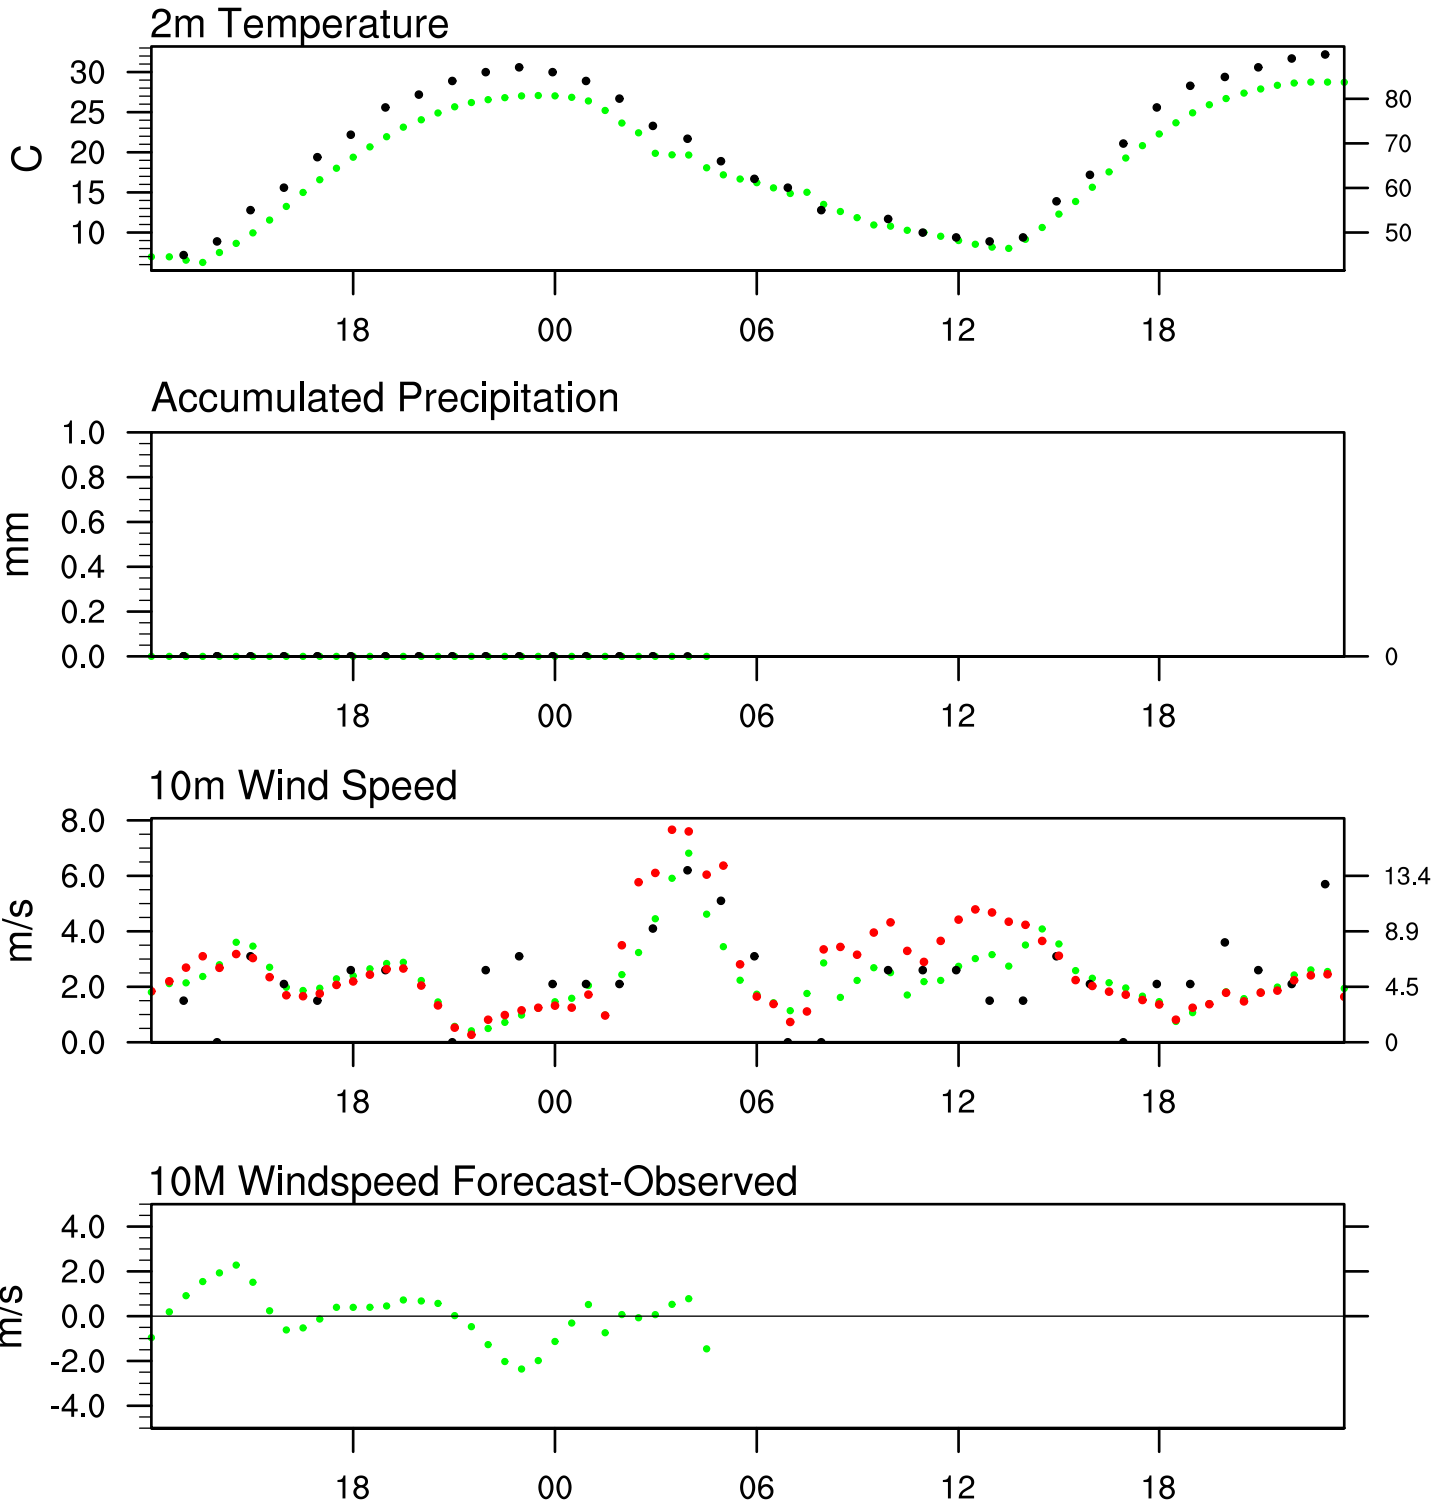 2m Temperature
30
25
20
15
10
C
80
70
60
50
18 00 06 12 18
Accumulated Precipitation
1.0
0.8
0.6
0.4
0.2
0.0
mm
0
18 00 06 12 18
10m Wind Speed
8.0
6.0
4.0
2.0
0.0
m/s
13.4
8.9
4.5
0
18 00 06 12 18
10M Windspeed Forecast-Observed
4.0
2.0
0.0
-2.0
-4.0
m/s
18 00 06 12 18